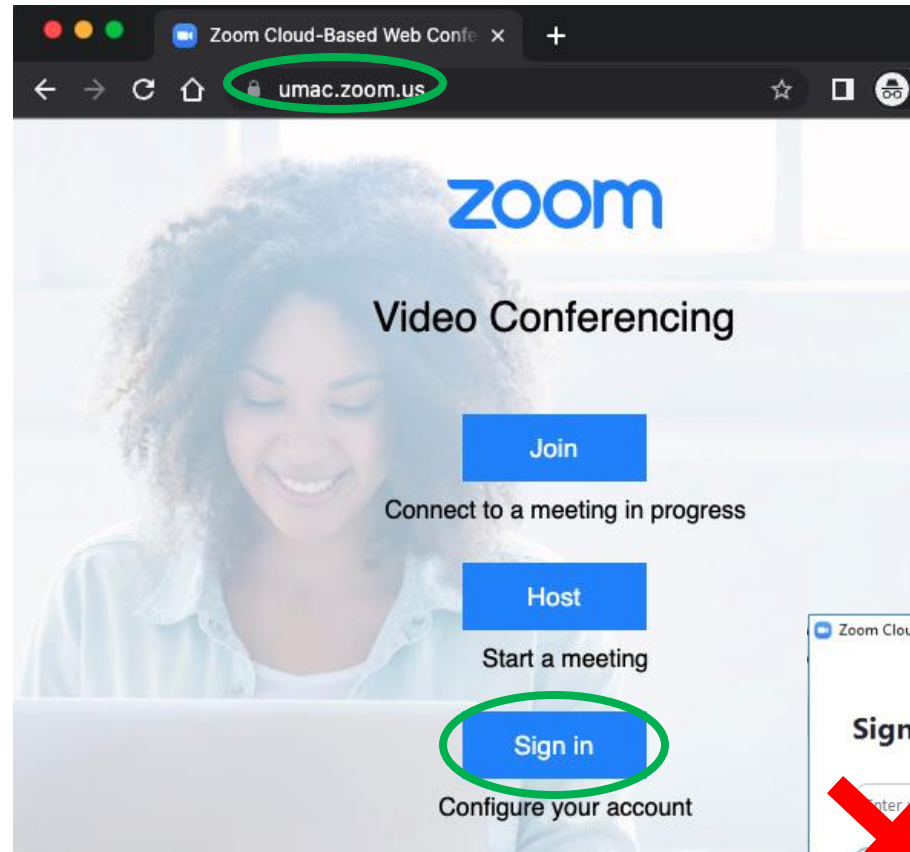 Zoom Cloud-Based Web Confe
umac.zoom.us
zoom
Video Conferencing
Join
Connect to a meeting in progress
Host
Start a meeting
Zoom Clou
Sign in
Sign
Configure your account